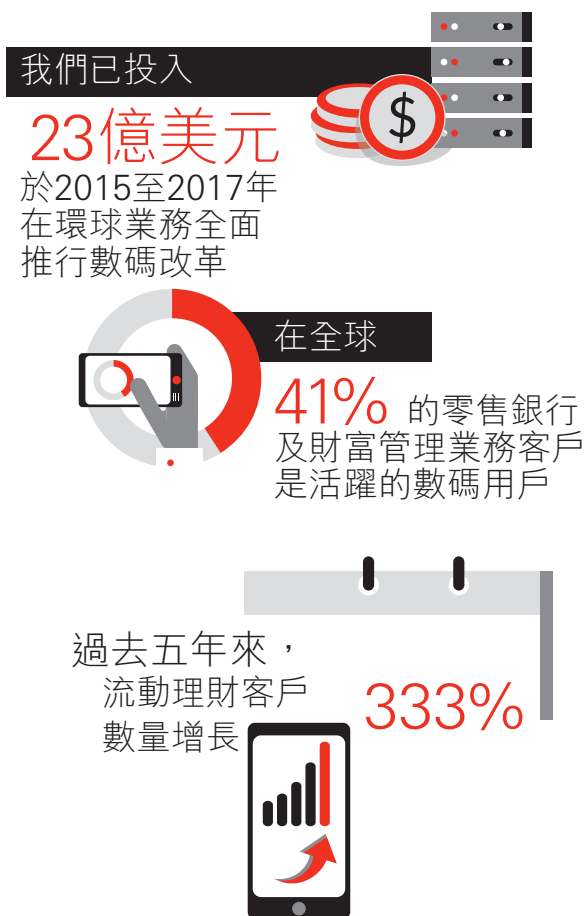 我們已投入
$
23億美元
於2015至2017年
在環球業務全面
推行數碼改革
在全球
41% 的零售銀行
及財富管理業務客戶
是活躍的數碼用戶
過去五年來，
流動理財客戶
數量增長 333%